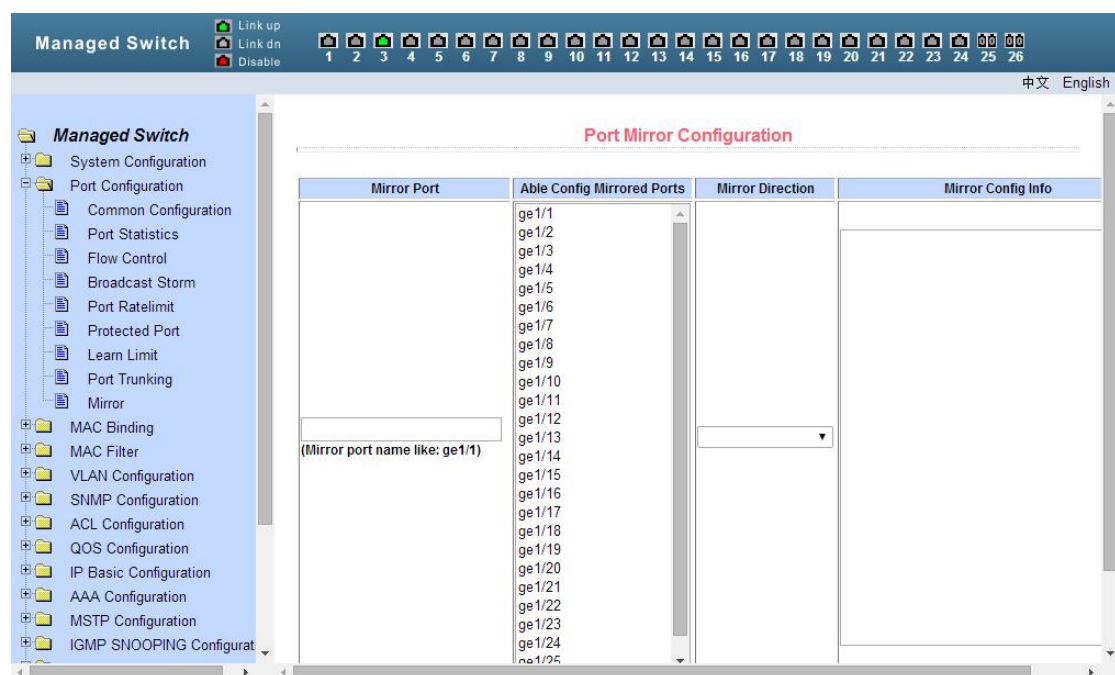 Managed Switch
Link up
Link dn
Disable
1 2 3 4 5 6 7 8 9 10 11 12 13 14 15 16 17 18 19 20 21 22 23 24 25 26
中文 English
Managed Switch
System Configuration
Port Configuration
Common Configuration
Port Statistics
Flow Control
Broadcast Storm
Port Ratelimit
Protected Port
Learn Limit
Port Trunking
Mirror
MAC Binding
MAC Filter
VLAN Configuration
SNMP Configuration
ACL Configuration
QOS Configuration
IP Basic Configuration
AAA Configuration
MSTP Configuration
IGMP SNOOPING Configurat
Port Mirror Configuration
Mirror Port
Able Config Mirrored Ports
Mirror Direction
Mirror Config Info
(Mirror port name like: ge1/1)
ge1/1
ge1/2
ge1/3
ge1/4
ge1/5
ge1/6
ge1/7
ge1/8
ge1/9
ge1/10
ge1/11
ge1/12
ge1/13
ge1/14
ge1/15
ge1/16
ge1/17
ge1/18
ge1/19
ge1/20
ge1/21
ge1/22
ge1/23
ge1/24
ge1/25